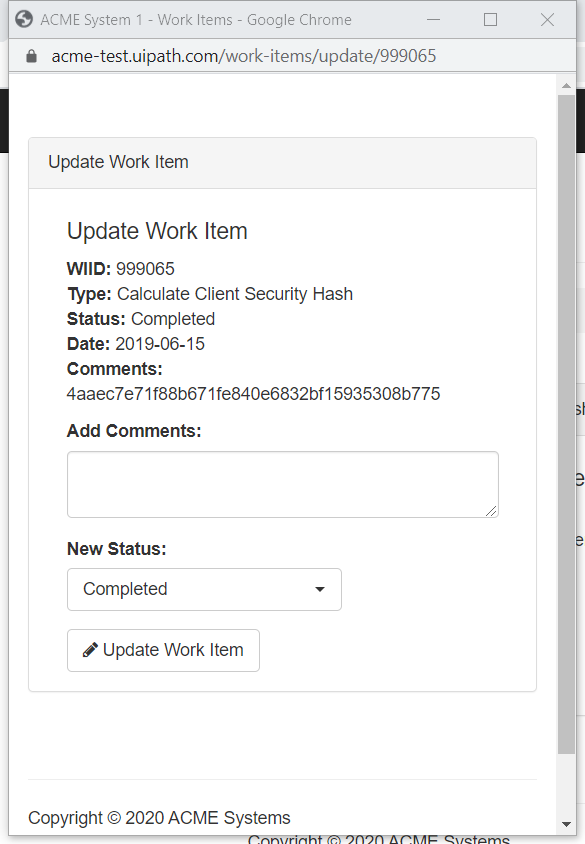 ACME System 1 - Work Items - Google Chrome
acme-test.uipath.com/work-items/update/999065
Update Work Item
Update Work Item
WIID: 999065
Type: Calculate Client Security Hash
Status: Completed
Date: 2019-06-15
Comments:
4aaec7e71f88b671fe840e6832bf15935308b775
Add Comments:
New Status:
Completed
Update Work Item
Copyright © 2020 ACME Systems
Copyright © 2020 ACME Systems